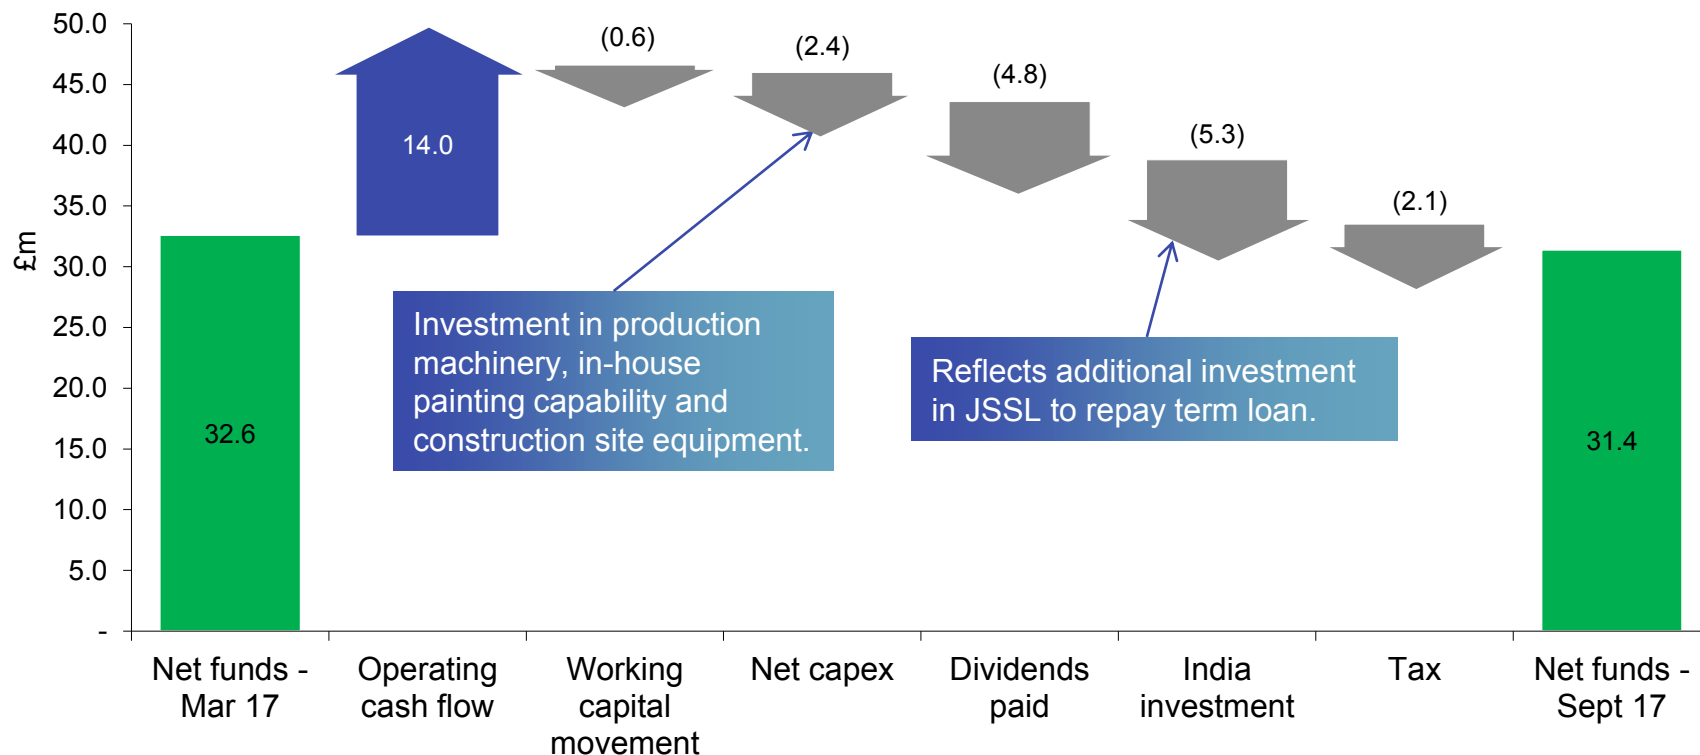 50.0
45.0
40.0
35.0
30.0
25.0
20.0
15.0
10.0
5.0
-
£m
32.6
14.0
(0.6)
(2.4)
(4.8)
(5.3)
(2.1)
31.4
Investment in production
machinery, in-house
painting capability and
construction site equipment.
Reflects additional investment
in JSSL to repay term loan.
Net funds -
Mar 17
Operating
cash flow
Working
capital
movement
Net capex
Dividends
paid
India
investment
Tax
Net funds -
Sept 17